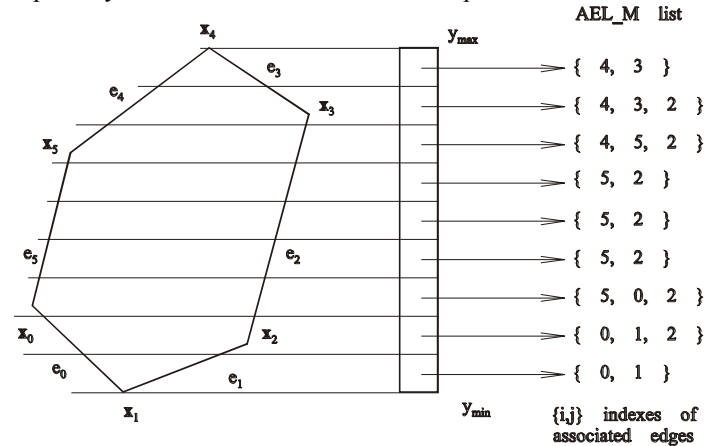 AEL_M list
x₄
yₘₐₓ
e₃
{ 4, 3 }
e₄
x₃
{ 4, 3, 2 }
x₅
{ 4, 5, 2 }
{ 5, 2 }
{ 5, 2 }
e₅
e₂
{ 5, 2 }
{ 5, 0, 2 }
x₀
x₂
{ 0, 1, 2 }
e₀
e₁
{ 0, 1 }
x₁
yₘᵢₙ
{i,j} indexes of
associated edges